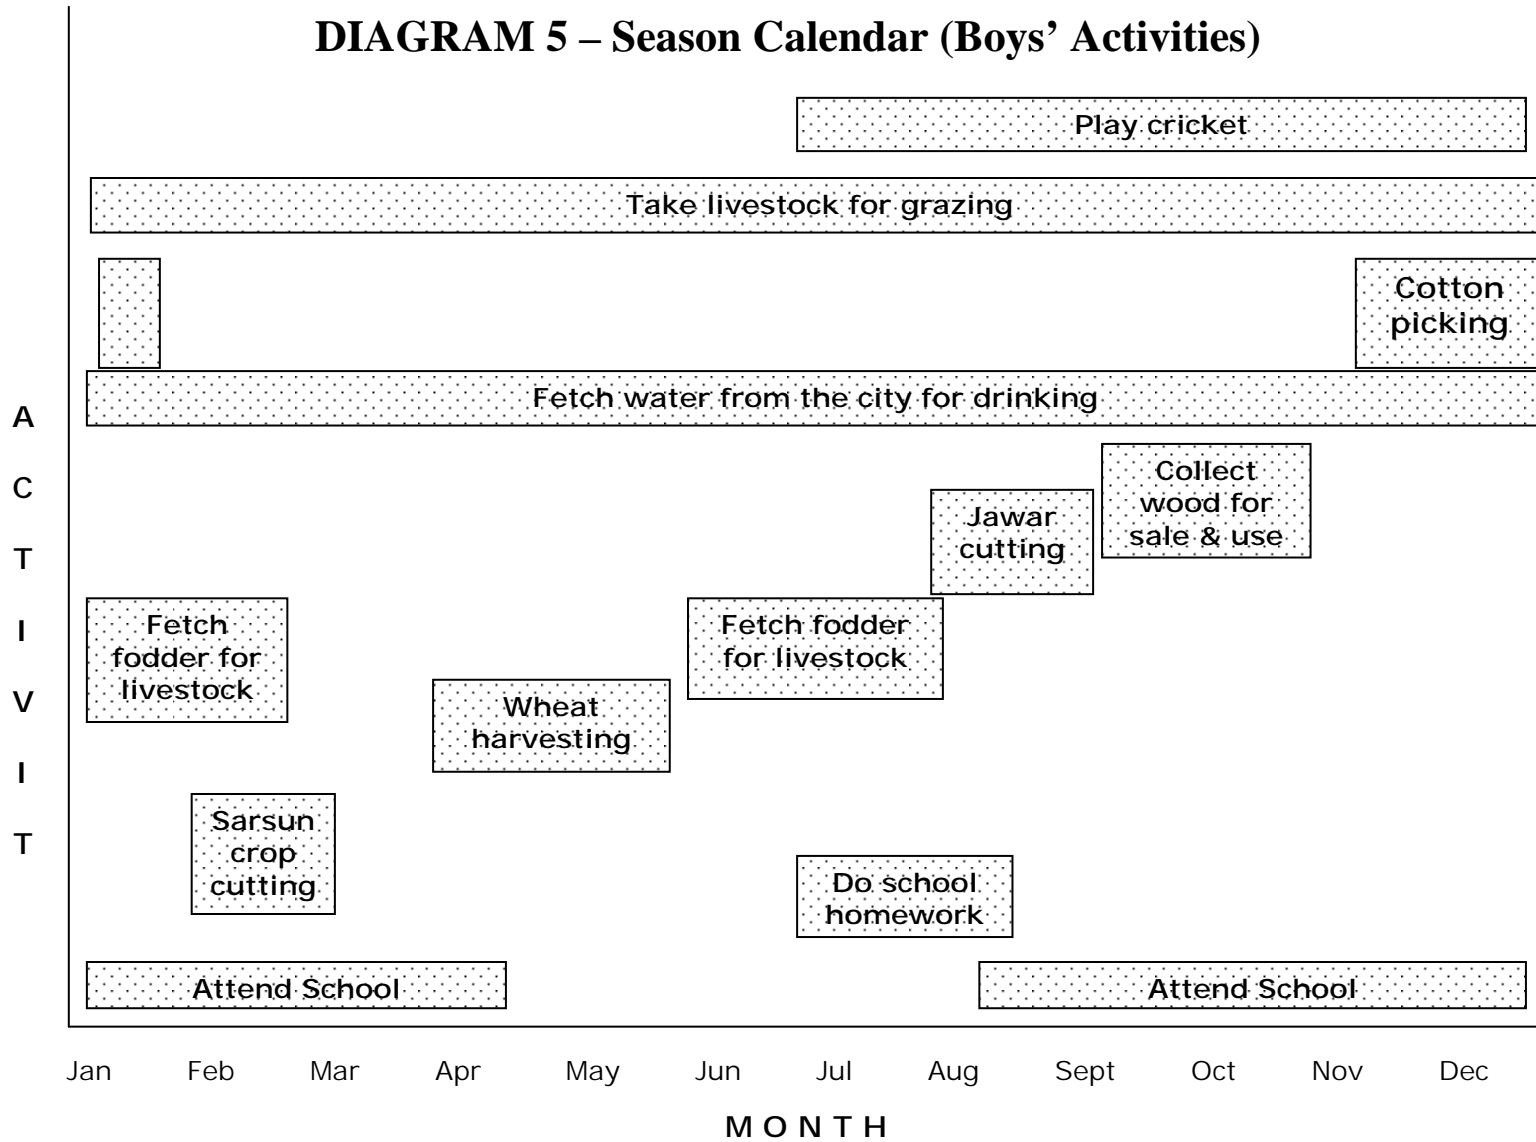 DIAGRAM 5 – Season Calendar (Boys’ Activities)
Play cricket
Take livestock for grazing
Cotton
picking
Fetch water from the city for drinking
Collect
wood for
sale & use
Jawar
cutting
Fetch
fodder for
livestock
Fetch fodder
for livestock
Wheat
harvesting
Sarsun
crop
cutting
Do school
homework
Attend School
Attend School
A
C
T
I
V
I
T
Jan Feb Mar Apr May Jun Jul Aug Sept Oct Nov Dec
M O N T H